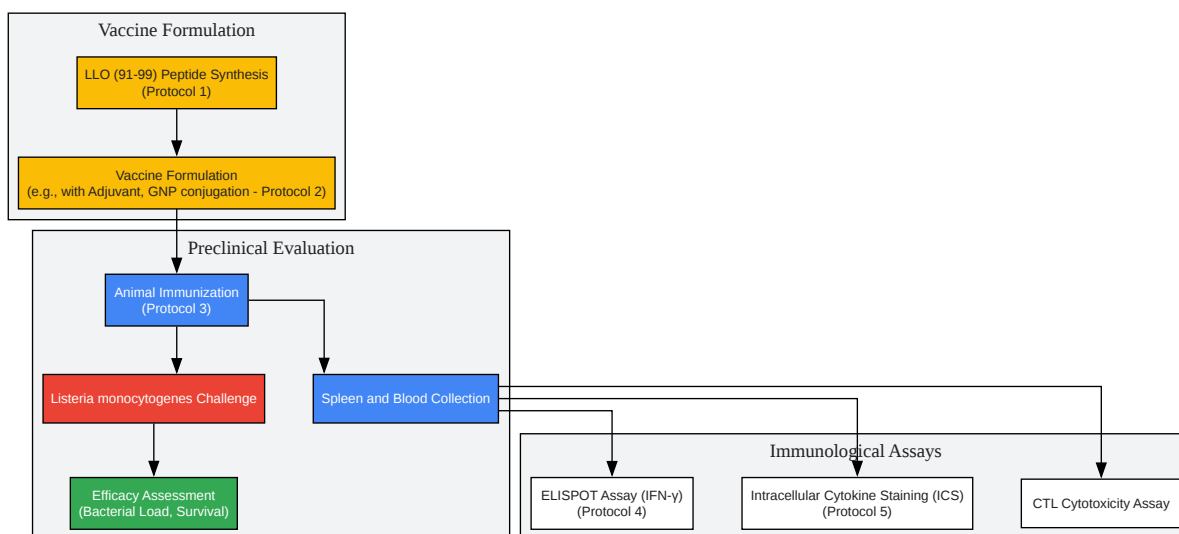 Vaccine Formulation
LLO (91-99) Peptide Synthesis
(Protocol 1)
Vaccine Formulation
(e.g., with Adjuvant, GNP conjugation - Protocol 2)
Preclinical Evaluation
Animal Immunization
(Protocol 3)
Listeria monocytogenes Challenge
Spleen and Blood Collection
Efficacy Assessment
(Bacterial Load, Survival)
Immunological Assays
ELISPOT Assay (IFN-γ)
(Protocol 4)
Intracellular Cytokine Staining (ICS)
(Protocol 5)
CTL Cytotoxicity Assay